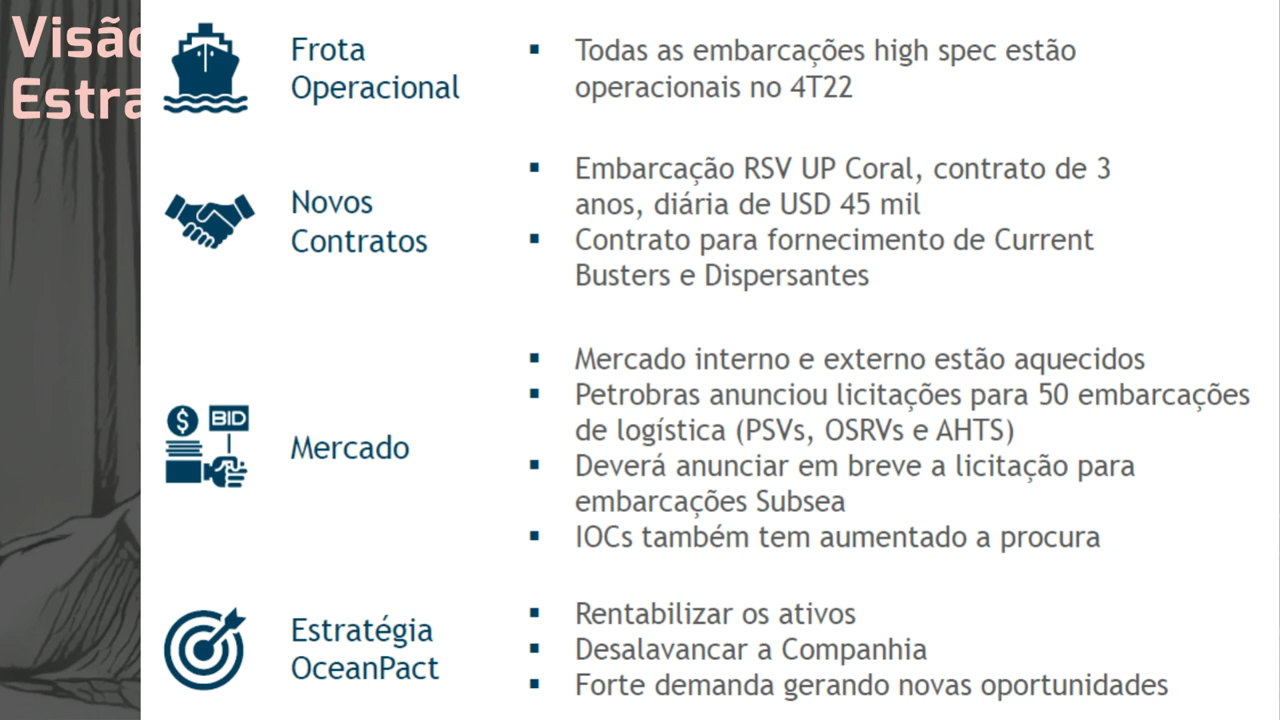 Visão
Estra
Frota
Operacional
Todas as embarcações high spec estão
operacionais no 4T22
Novos
Contratos
Embarcação RSV UP Coral, contrato de 3
anos, diária de USD 45 mil
Contrato para fornecimento de Current
Busters e Dispersantes
BID
Mercado
Mercado interno e externo estão aquecidos
Petrobras anunciou licitações para 50 embarcações
de logística (PSVs, OSRVs e AHTS)
Deverá anunciar em breve a licitação para
embarcações Subsea
IOCs também tem aumentado a procura
Estratégia
OceanPact
Rentabilizar os ativos
Desalavancar a Companhia
Forte demanda gerando novas oportunidades